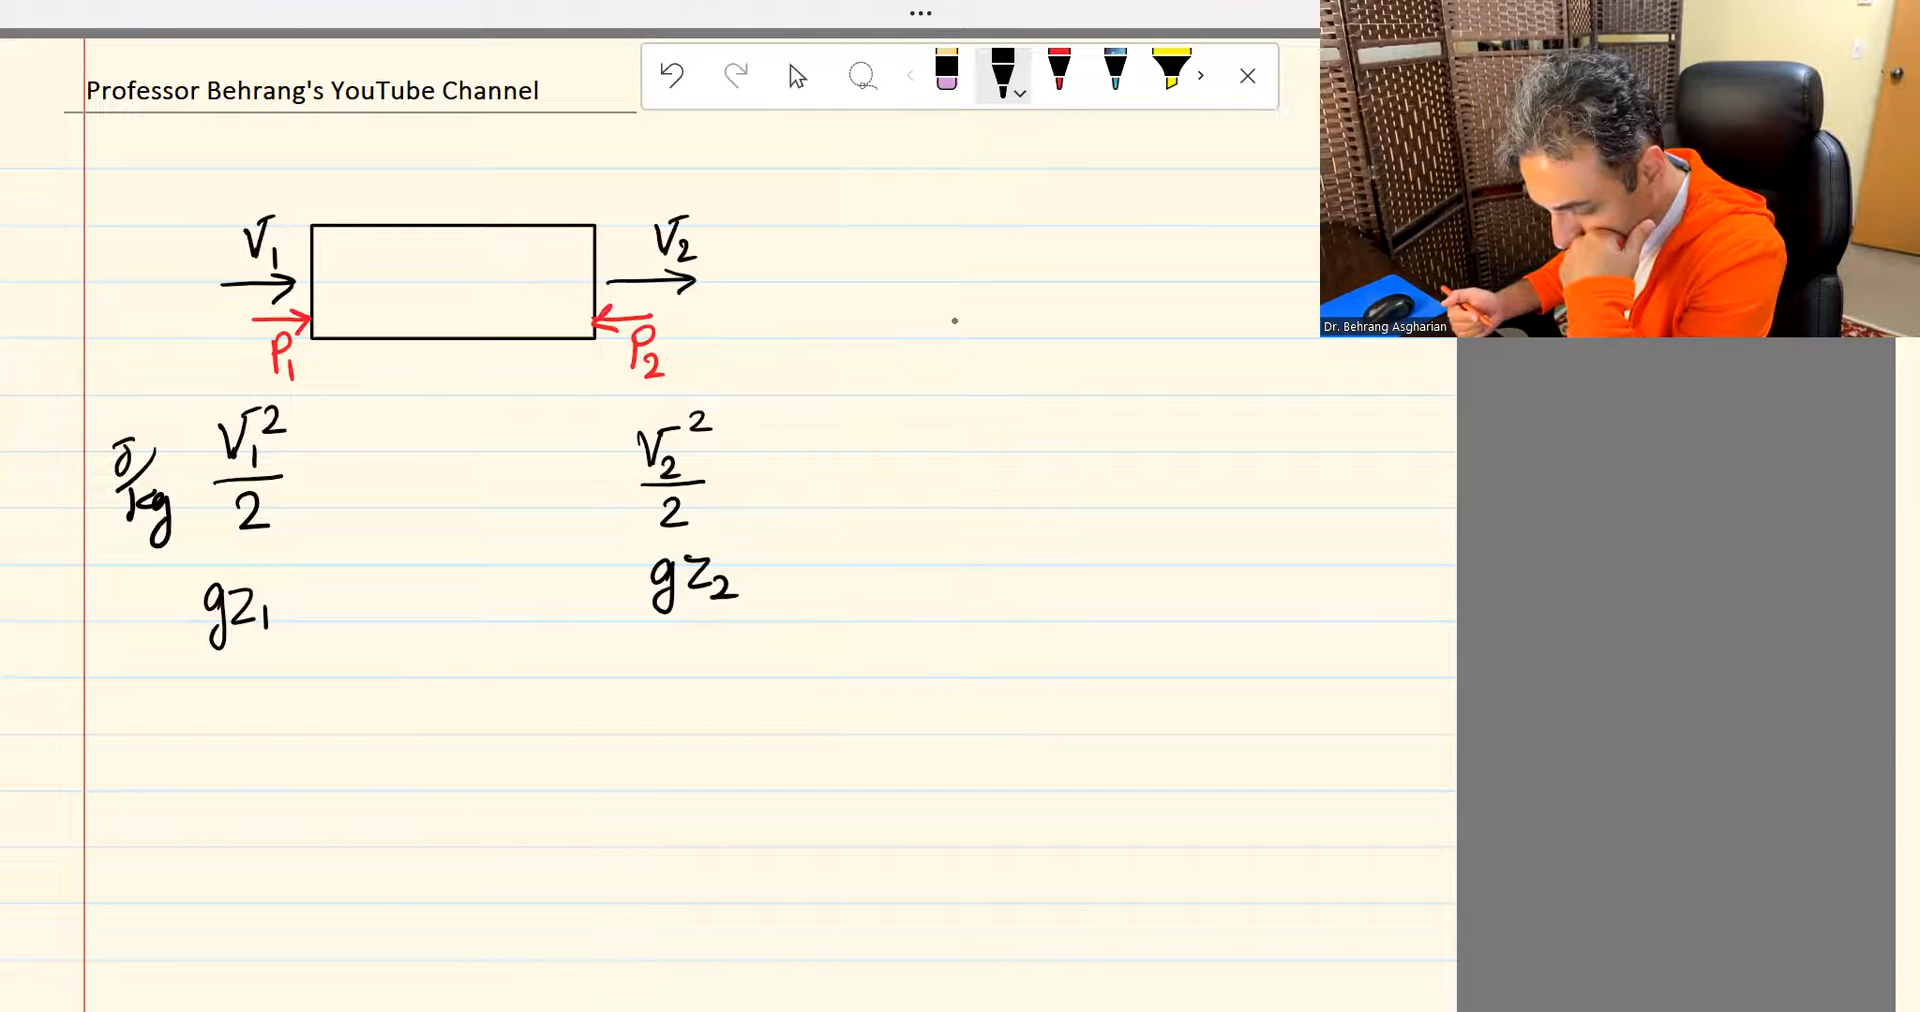 Professor Behrang's YouTube Channel
V₁
V₂
P₁
P₂
J/kg
V₁²/2
V₂²/2
gz₁
gz₂
Dr. Behrang Asgharian